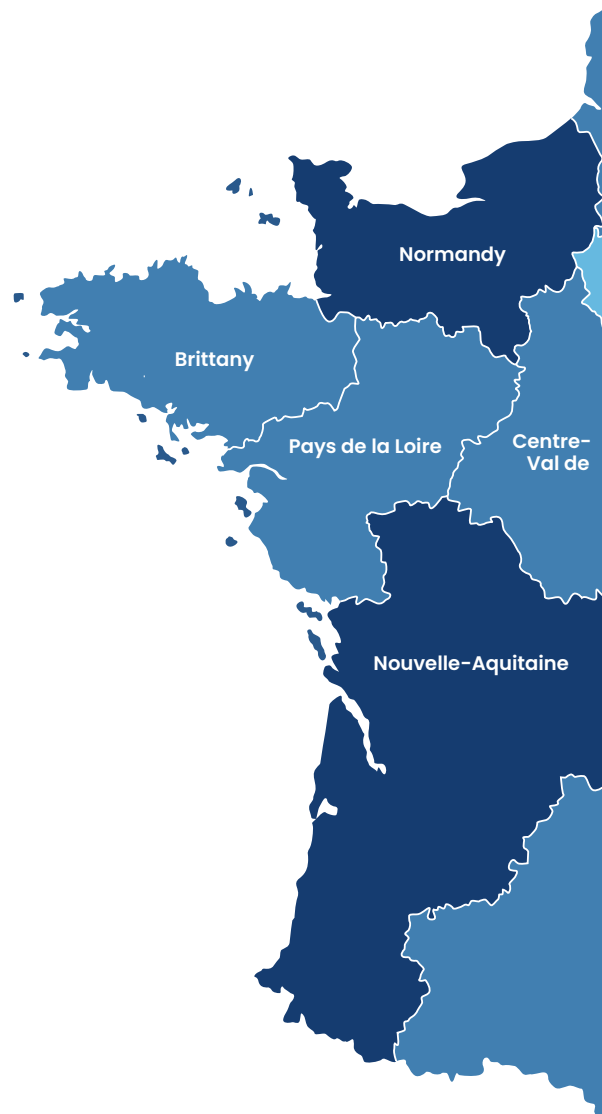 Normandy
Brittany
Pays de la Loire
Centre-
Val de
Nouvelle-Aquitaine